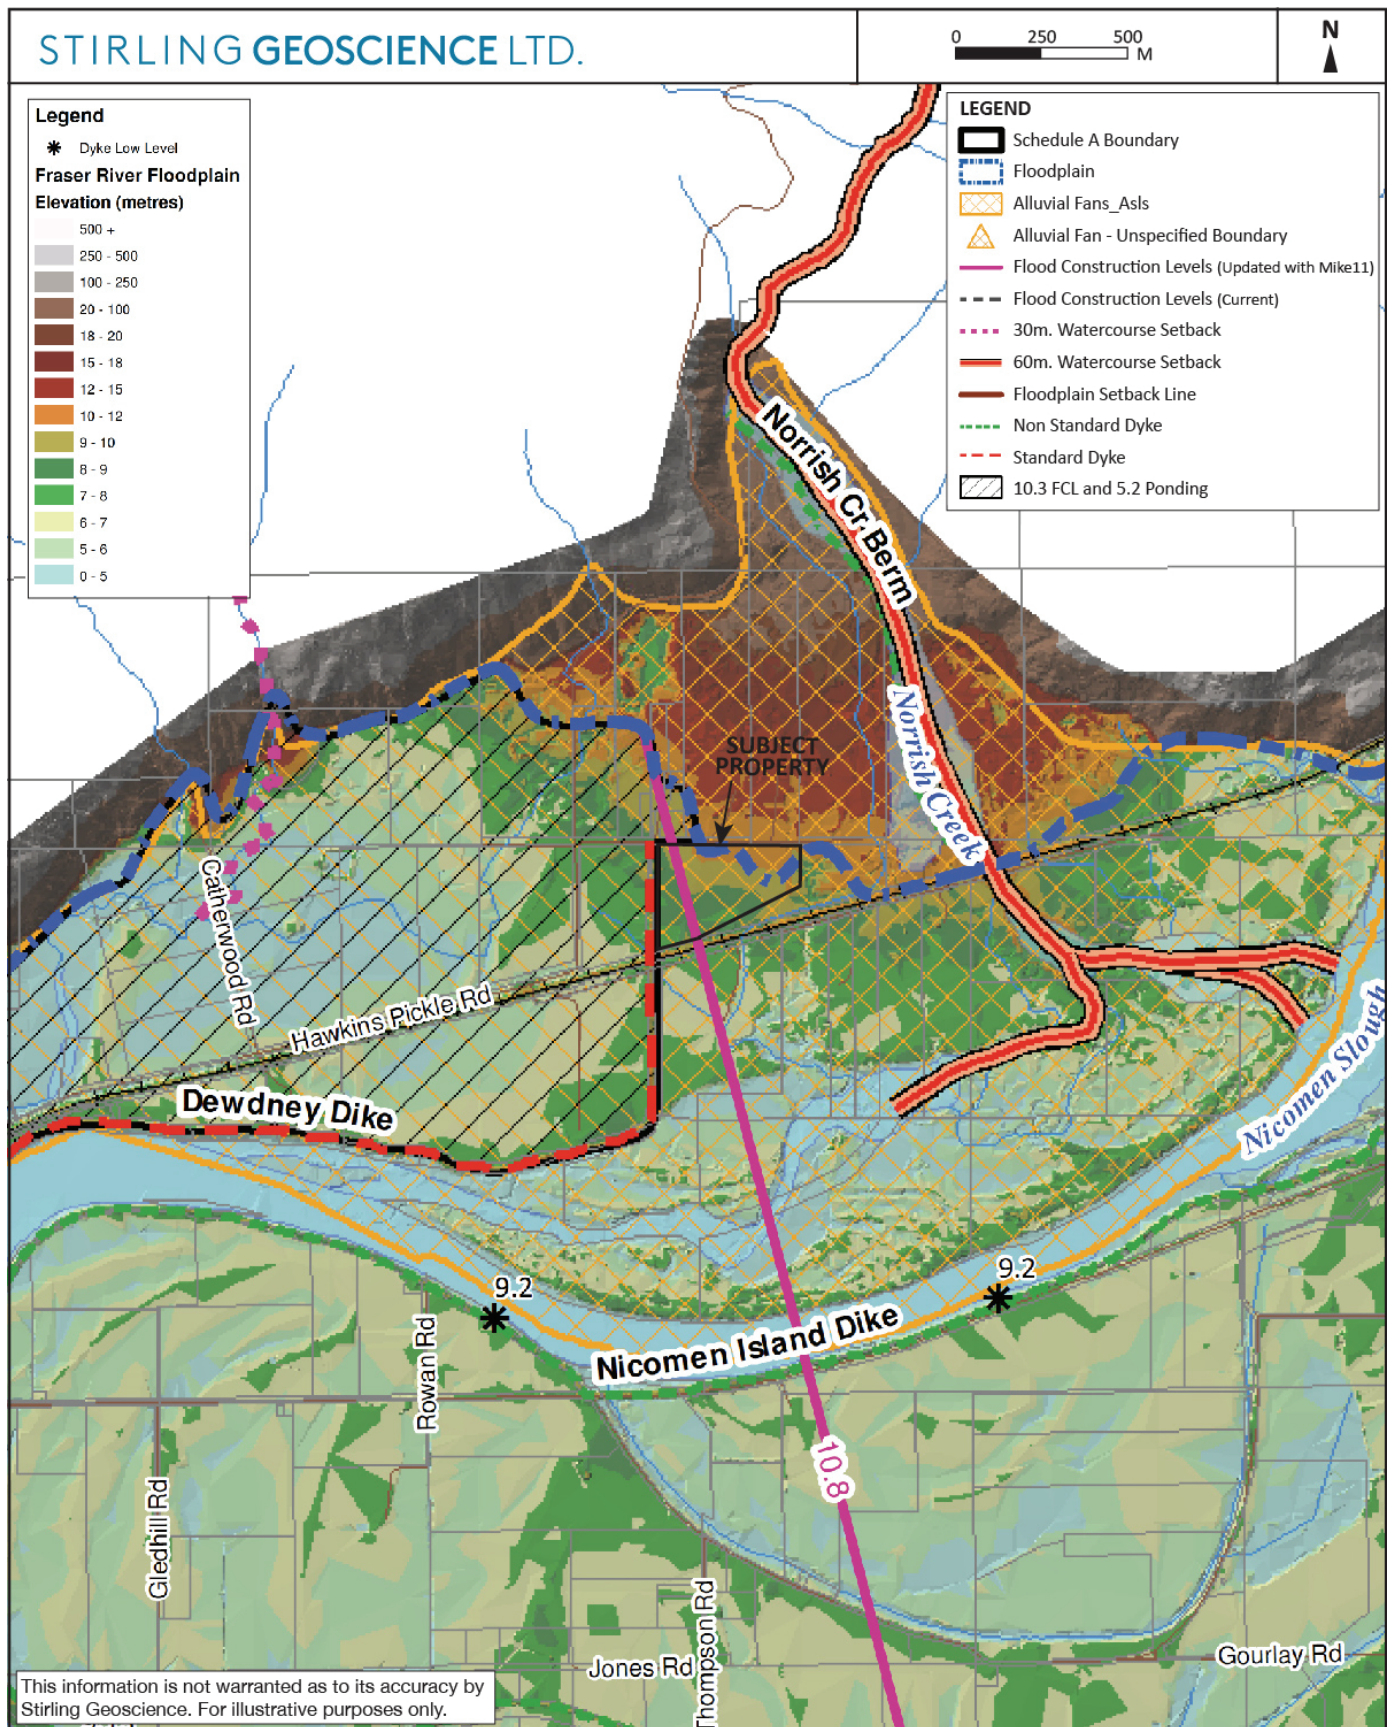 STIRLING GEOSCIENCE LTD.
0 250 500
M
N
Legend
Dyke Low Level
Fraser River Floodplain
Elevation (metres)
500 +
250 - 500
100 - 250
20 - 100
18 - 20
15 - 18
12 - 15
10 - 12
9 - 10
8 - 9
7 - 8
6 - 7
5 - 6
0 - 5
LEGEND
Schedule A Boundary
Floodplain
Alluvial Fans_Asls
Alluvial Fan - Unspecified Boundary
Flood Construction Levels (Updated with Mike11)
Flood Construction Levels (Current)
30m. Watercourse Setback
60m. Watercourse Setback
Floodplain Setback Line
Non Standard Dyke
Standard Dyke
10.3 FCL and 5.2 Ponding
Norrish Cr Berm
Norrish Creek
SUBJECT
PROPERTY
Catherwood Rd
Hawkins Pickle Rd
Dewdney Dike
Nicomen Slough
9.2
9.2
Nicomen Island Dike
Rowan Rd
10.8
Gledhill Rd
Thompson Rd
Jones Rd
Gourlay Rd
This information is not warranted as to its accuracy by
Stirling Geoscience. For illustrative purposes only.